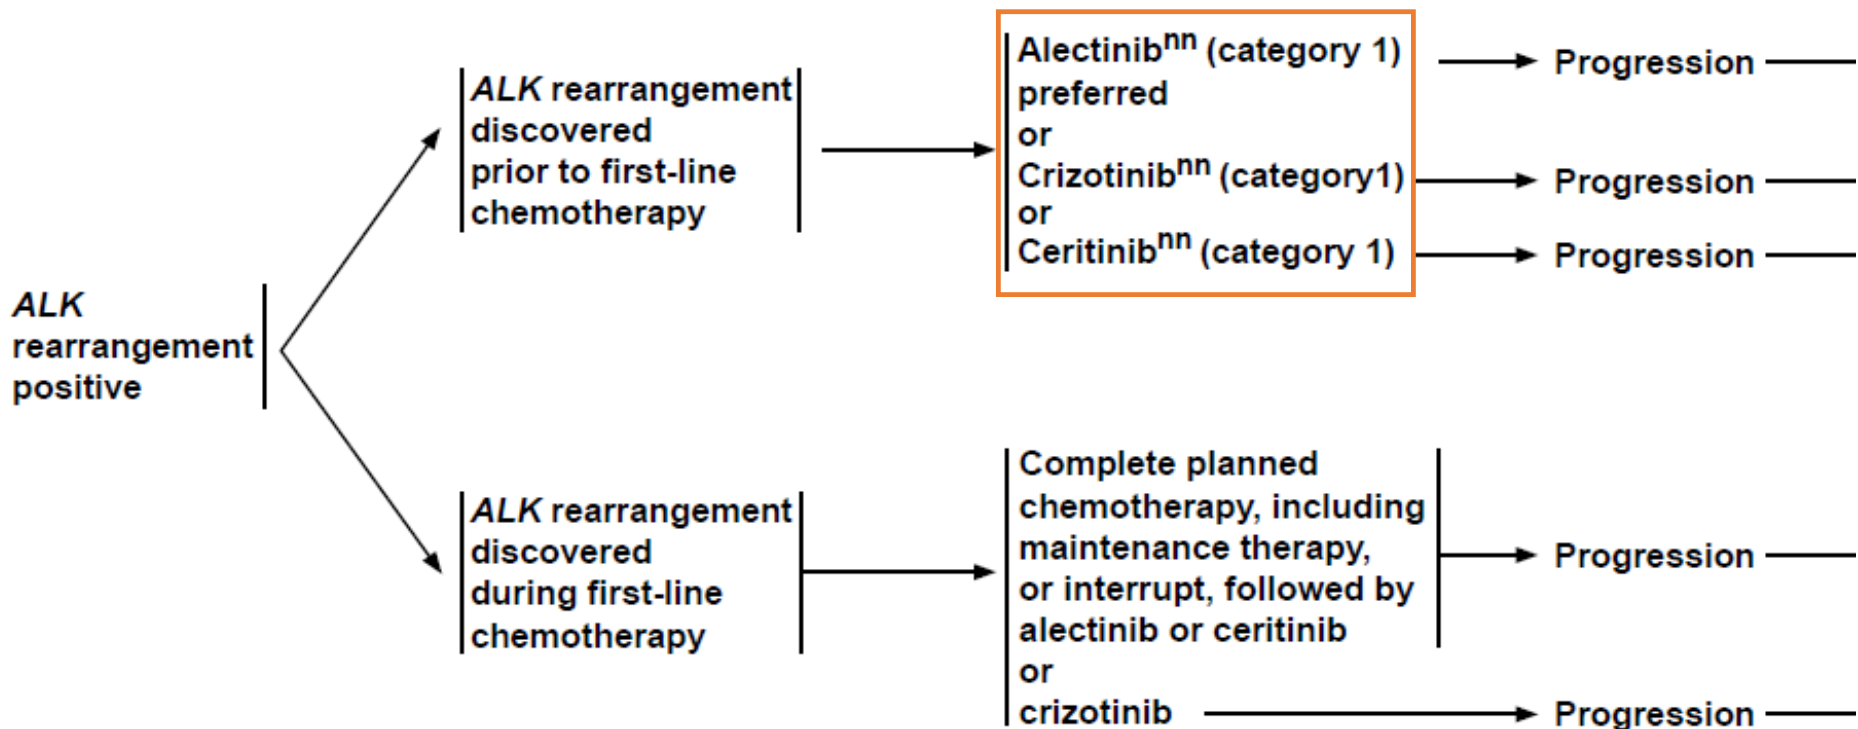 ALK
rearrangement
positive
ALK rearrangement
discovered
prior to first-line
chemotherapy
Alectinibnn (category 1)
preferred
or
Crizotinibnn (category1)
or
Ceritinibnn (category 1)
Progression
Progression
Progression
ALK rearrangement
discovered
during first-line
chemotherapy
Complete planned
chemotherapy, including
maintenance therapy,
or interrupt, followed by
alectinib or ceritinib
or
crizotinib
Progression
Progression